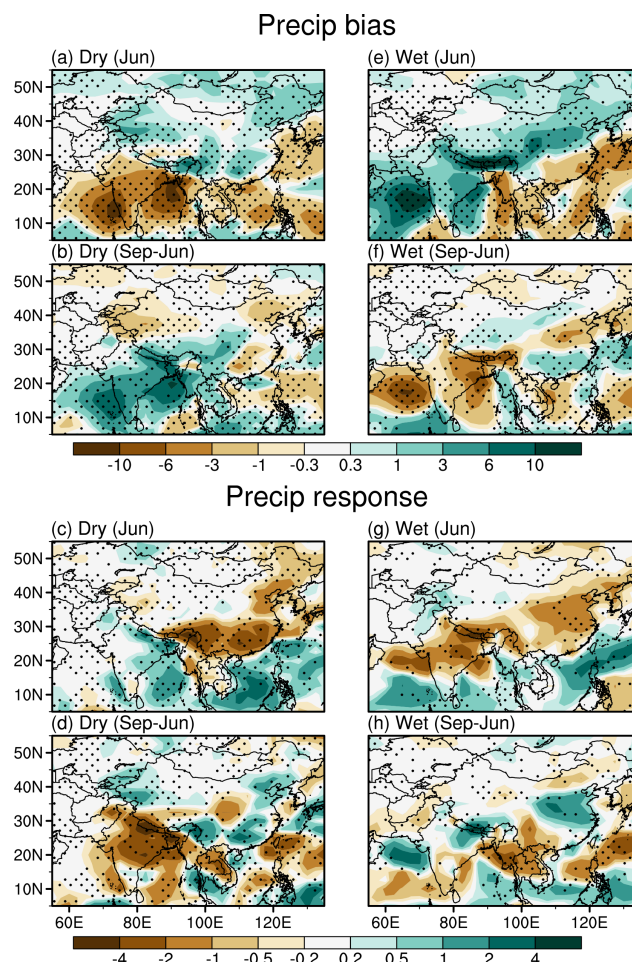 Precip bias
(a) Dry (Jun)
(e) Wet (Jun)
50N
40N
30N
20N
10N
(b) Dry (Sep-Jun)
(f) Wet (Sep-Jun)
50N
40N
30N
20N
10N
-10 -6 -3 -1 -0.3 0.3 1 3 6 10
Precip response
(c) Dry (Jun)
(g) Wet (Jun)
50N
40N
30N
20N
10N
(d) Dry (Sep-Jun)
(h) Wet (Sep-Jun)
50N
40N
30N
20N
10N
60E 80E 100E 120E 60E 80E 100E 120E
-4 -2 -1 -0.5 -0.2 0.2 0.5 1 2 4